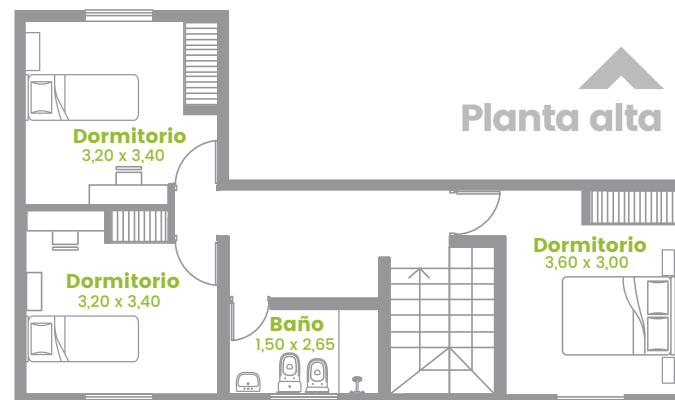 Planta alta
Dormitorio
3,20 x 3,40
Dormitorio
3,60 x 3,00
Dormitorio
3,20 x 3,40
Baño
1,50 x 2,65